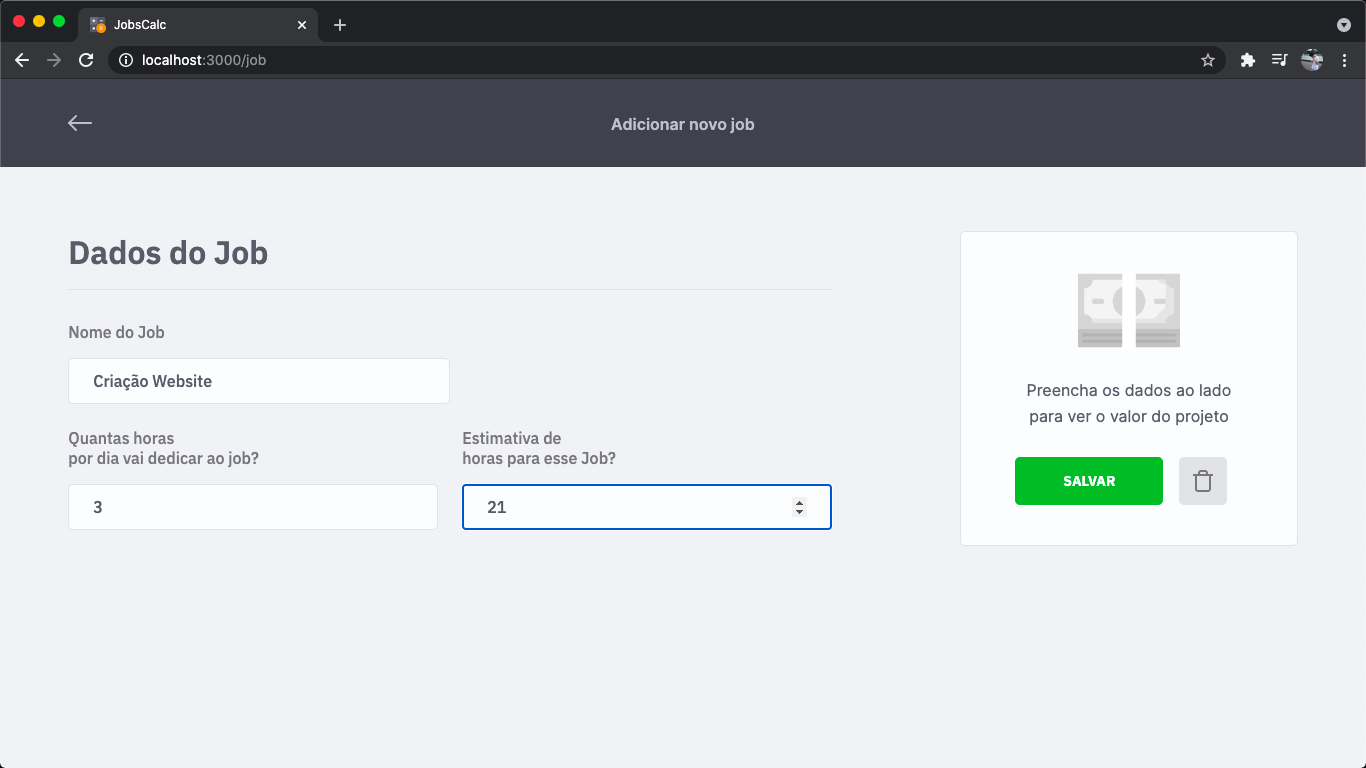 JobsCalc
localhost:3000/job
Adicionar novo job
Dados do Job
Nome do Job
Criação Website
Quantas horas
por dia vai dedicar ao job?
3
Estimativa de
horas para esse Job?
21
Preencha os dados ao lado
para ver o valor do projeto
SALVAR